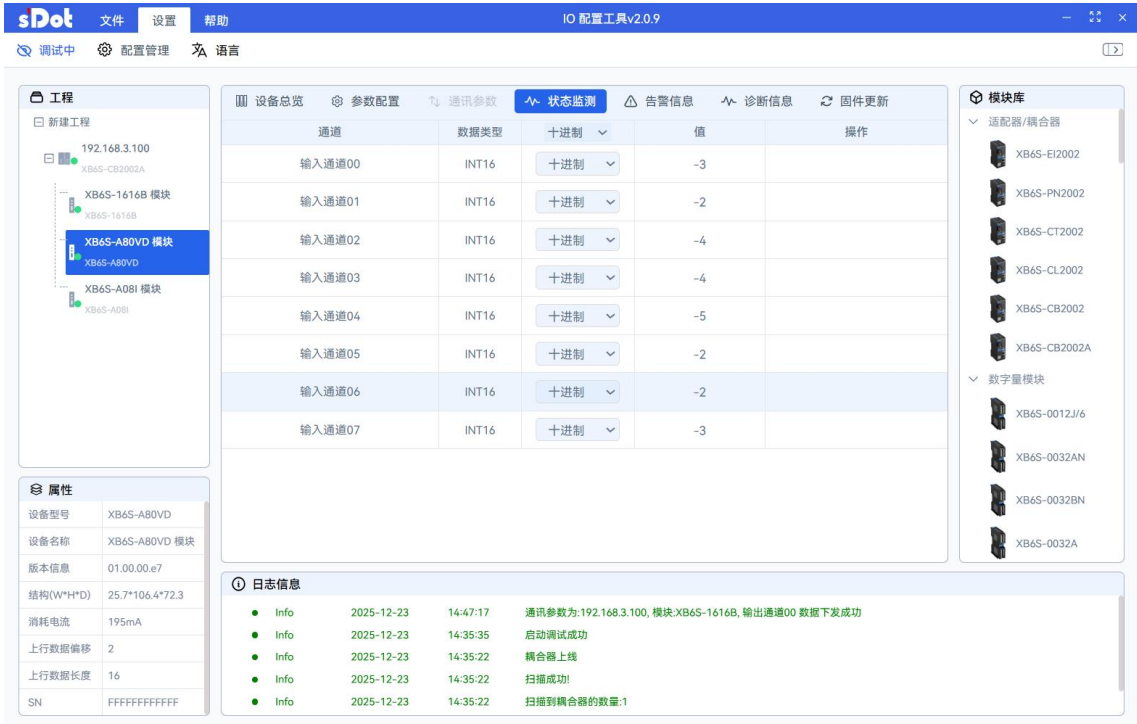 sDot 文件 设置 帮助 IO 配置工具v2.0.9
调试中 配置管理 语言
工程
新建工程
192.168.3.100
XB6S-CB2002A
XB6S-1616B 模块
XB6S-1616B
XB6S-A80VD 模块
XB6S-A80VD
XB6S-A08I 模块
XB6S-A08I
设备总览 参数配置 通讯参数 状态监测 告警信息 诊断信息 固件更新
通道 数据类型 十进制 值 操作
输入通道00 INT16 十进制 -3
输入通道01 INT16 十进制 -2
输入通道02 INT16 十进制 -4
输入通道03 INT16 十进制 -4
输入通道04 INT16 十进制 -5
输入通道05 INT16 十进制 -2
输入通道06 INT16 十进制 -2
输入通道07 INT16 十进制 -3
模块库
适配器/耦合器
XB6S-EI2002
XB6S-PN2002
XB6S-CT2002
XB6S-CL2002
XB6S-CB2002
XB6S-CB2002A
数字量模块
XB6S-0012J/6
XB6S-0032AN
XB6S-0032BN
XB6S-0032A
属性
设备型号 XB6S-A80VD
设备名称 XB6S-A80VD 模块
版本信息 01.00.00.e7
结构(W*H*D) 25.7*106.4*72.3
消耗电流 195mA
上行数据偏移 2
上行数据长度 16
SN FFFFFFFFFFFF
日志信息
Info 2025-12-23 14:47:17 通讯参数为:192.168.3.100, 模块:XB6S-1616B, 输出通道00 数据下发成功
Info 2025-12-23 14:35:35 启动调试成功
Info 2025-12-23 14:35:22 耦合器上线
Info 2025-12-23 14:35:22 扫描成功!
Info 2025-12-23 14:35:22 扫描到耦合器的数量:1